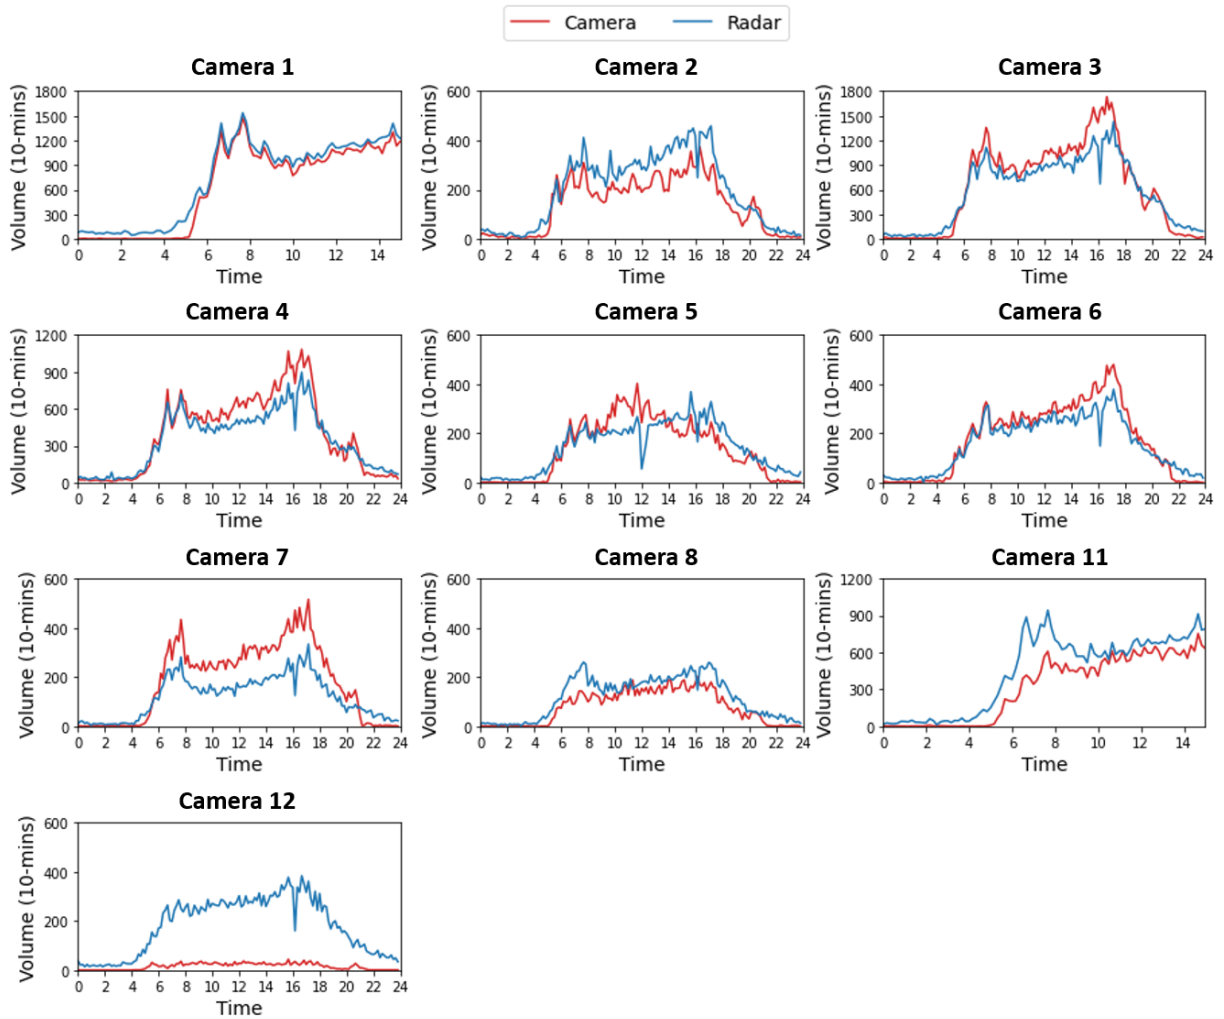 Camera Radar
Camera 1
Volume (10-mins)
1800
1500
1200
900
600
300
0
0 2 4 6 8 10 12 14
Time
Camera 2
Volume (10-mins)
600
400
200
0
0 2 4 6 8 10 12 14 16 18 20 22 24
Time
Camera 3
Volume (10-mins)
1800
1500
1200
900
600
300
0
0 2 4 6 8 10 12 14 16 18 20 22 24
Time
Camera 4
Volume (10-mins)
1200
900
600
300
0
0 2 4 6 8 10 12 14 16 18 20 22 24
Time
Camera 5
Volume (10-mins)
600
400
200
0
0 2 4 6 8 10 12 14 16 18 20 22 24
Time
Camera 6
Volume (10-mins)
600
400
200
0
0 2 4 6 8 10 12 14 16 18 20 22 24
Time
Camera 7
Volume (10-mins)
600
400
200
0
0 2 4 6 8 10 12 14 16 18 20 22 24
Time
Camera 8
Volume (10-mins)
600
400
200
0
0 2 4 6 8 10 12 14 16 18 20 22 24
Time
Camera 11
Volume (10-mins)
1200
900
600
300
0
0 2 4 6 8 10 12 14
Time
Camera 12
Volume (10-mins)
600
400
200
0
0 2 4 6 8 10 12 14 16 18 20 22 24
Time